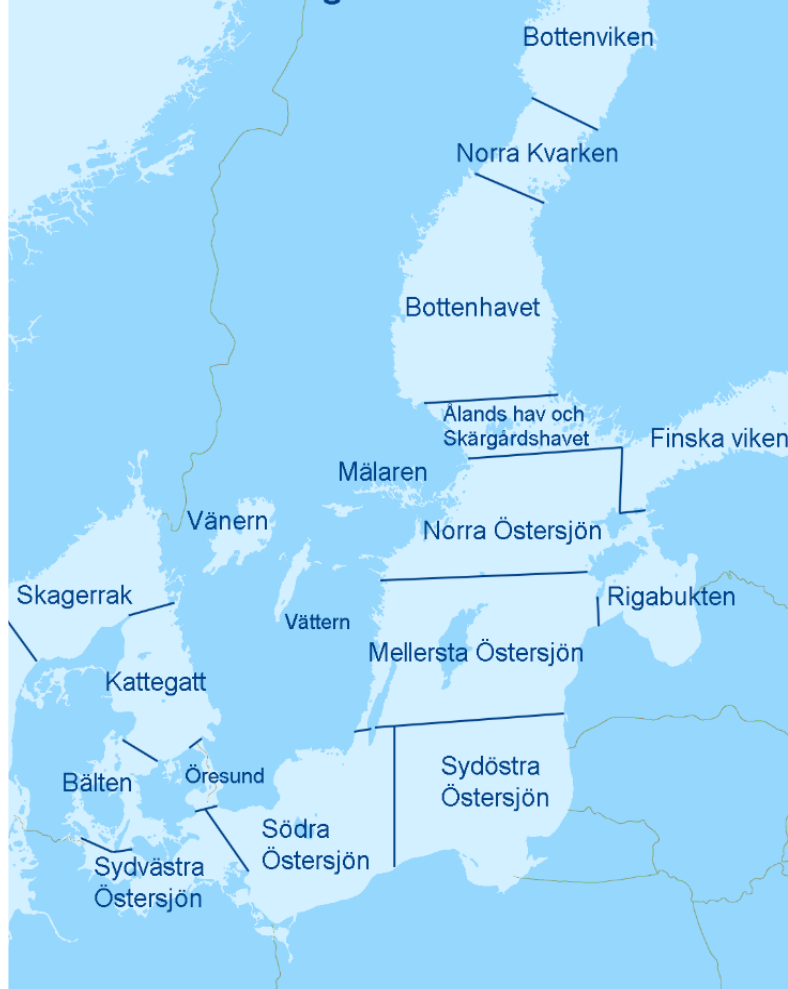 Bottenviken
Norra Kvarken
Bottenhavet
Ålands hav och
Skärgårdshavet
Finska viken
Mälaren
Vänern
Norra Östersjön
Skagerrak
Rigabukten
Vättern
Mellersta Östersjön
Kattegatt
Bälten
Öresund
Sydöstra
Östersjön
Södra
Östersjön
Sydvästra
Östersjön